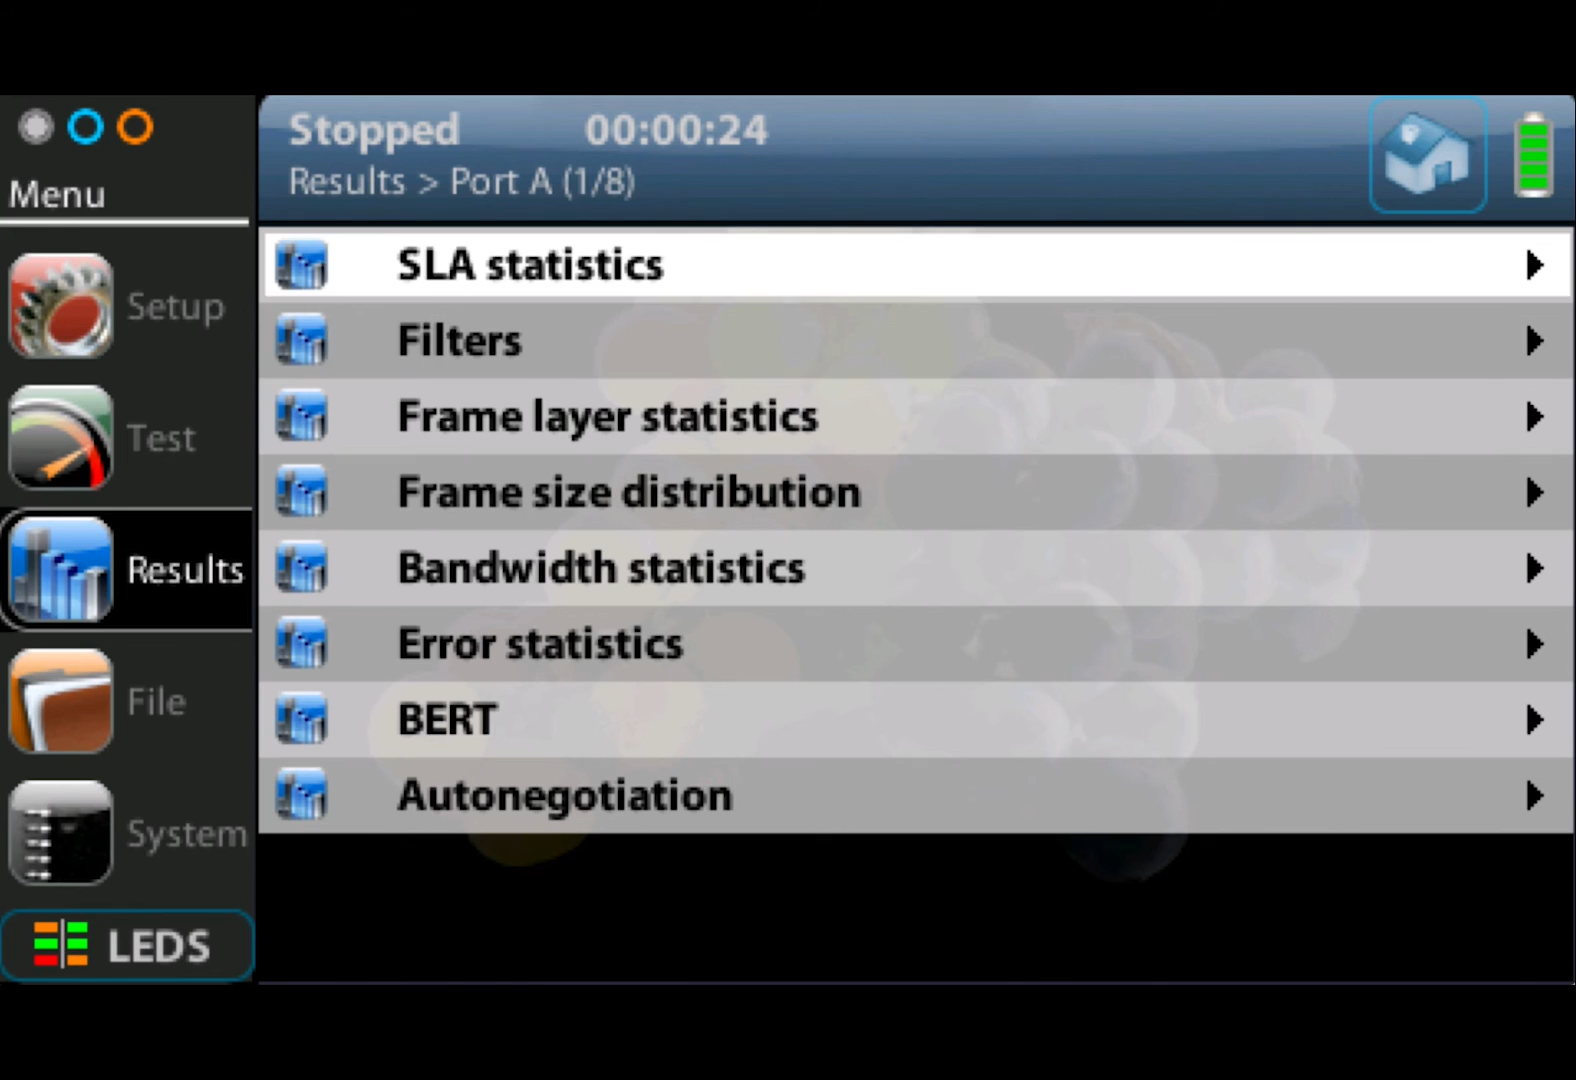 Stopped 00:00:24
Results > Port A (1/8)
Menu
Setup
Test
Results
File
System
LEDS
SLA statistics
Filters
Frame layer statistics
Frame size distribution
Bandwidth statistics
Error statistics
BERT
Autonegotiation